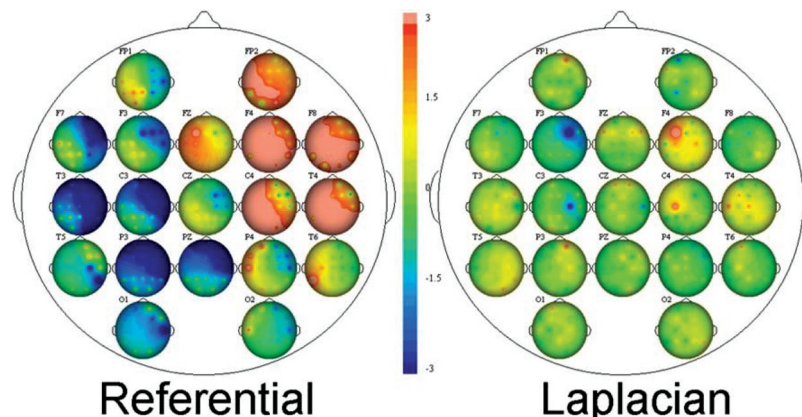 FP1 FP2
F7 F3 FZ F4 F8
T3 C3 CZ C4 T4
T5 P3 PZ P4 T6
O1 O2
Referential
3
1.5
0
-1.5
-3
FP1 FP2
F7 F3 FZ F4 F8
T3 C3 CZ C4 T4
T5 P3 PZ P4 T6
O1 O2
Laplacian